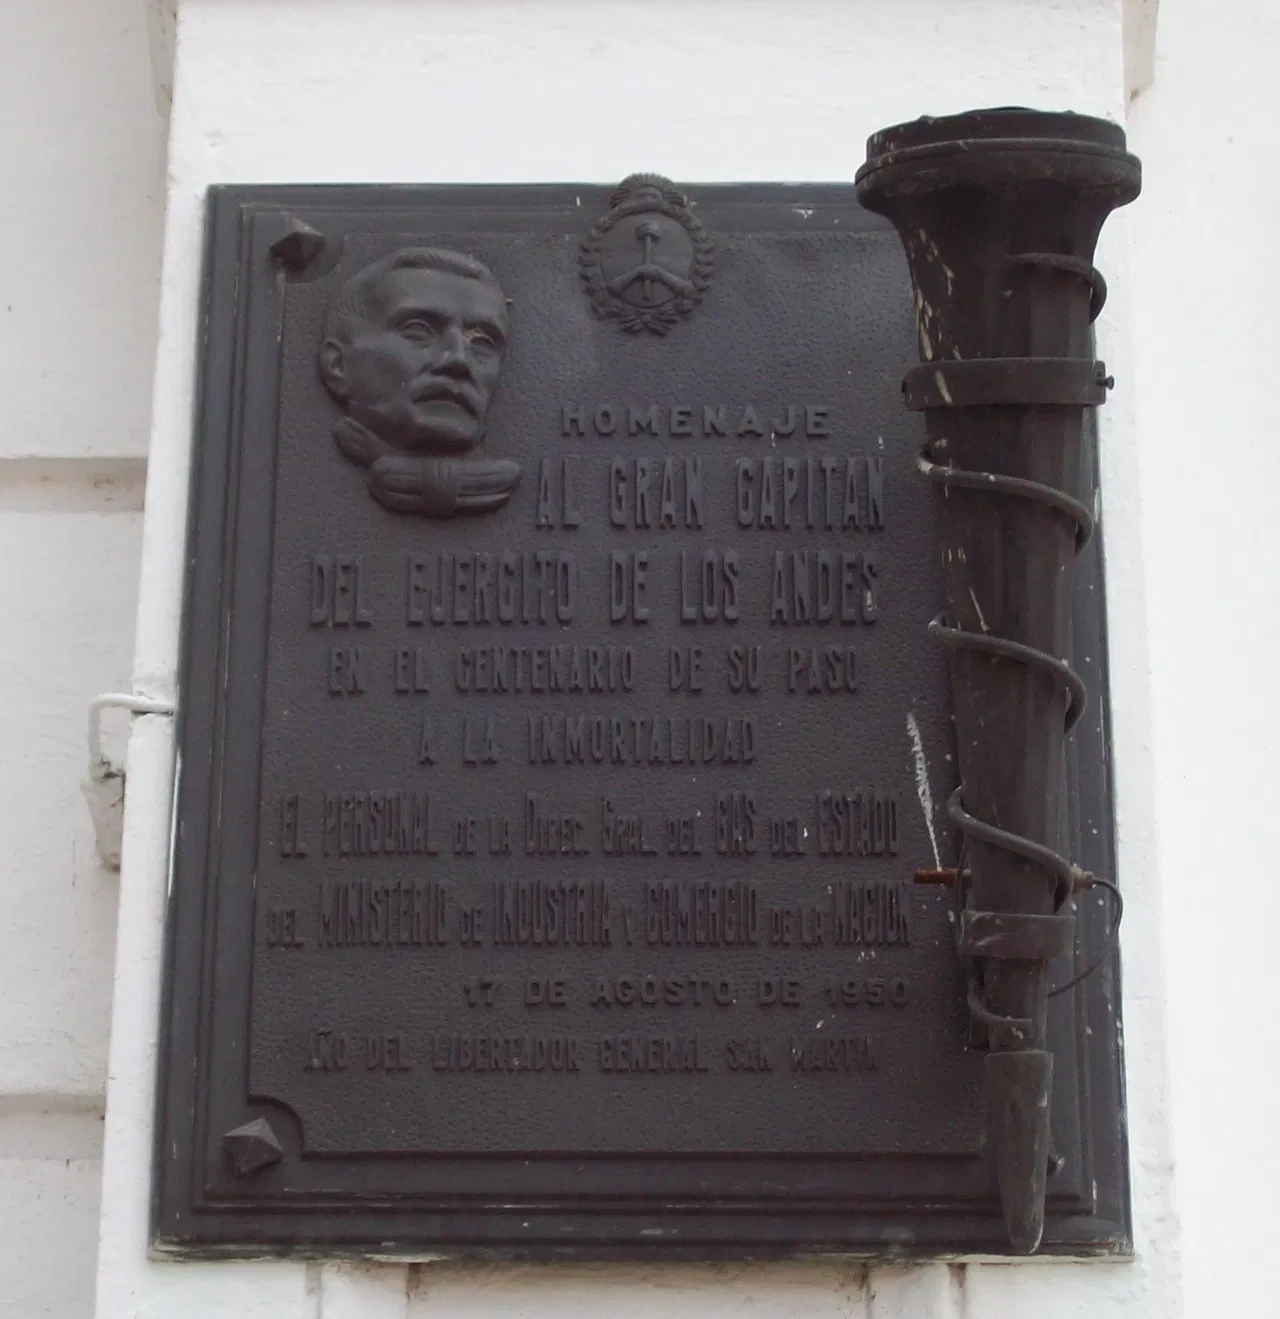 HOMENAJE
AL GRAN CAPITAN
DEL EJERCITO DE LOS ANDES
EN EL CENTENARIO DE SU PASO
A LA INMORTALIDAD
EL PERSONAL DE LA DIREC. GRAL. DEL GAS DEL ESTADO
DEL MINISTERIO DE INDUSTRIA Y COMERCIO DE LA NACION
17 DE AGOSTO DE 1950
AÑO DEL LIBERTADOR GENERAL SAN MARTIN